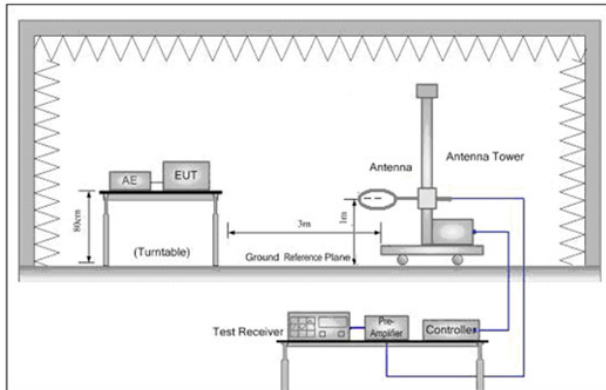 AE
EUT
80cm
(Turntable)
3m
1m
Ground Reference Plane
Antenna
Antenna Tower
Test Receiver
Pre-
Amplifier
Controller